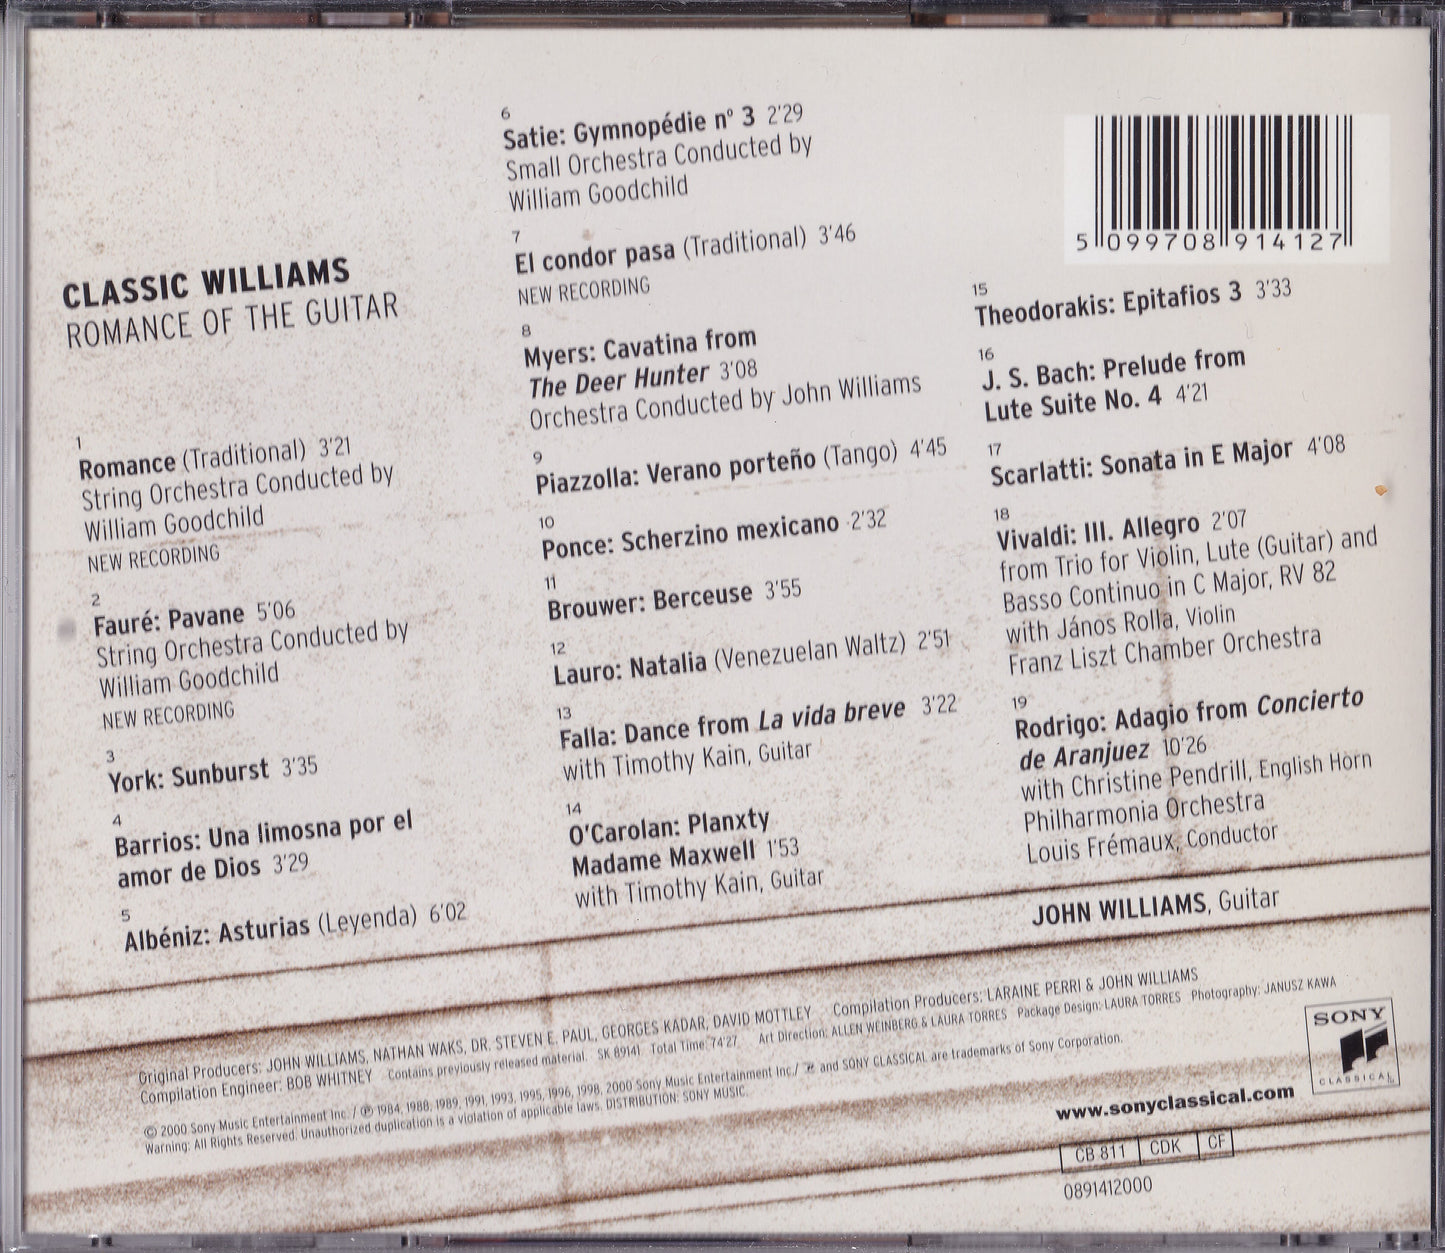 CLASSIC WILLIAMS
ROMANCE OF THE GUITAR
1
Romance (Traditional) 3'21
String Orchestra Conducted by
William Goodchild
NEW RECORDING
2
Fauré: Pavane 5'06
String Orchestra Conducted by
William Goodchild
NEW RECORDING
3
York: Sunburst 3'35
4
Barrios: Una limosna por el
amor de Dios 3'29
5
Albéniz: Asturias (Leyenda) 6'02
6
Satie: Gymnopédie nº 3 2'29
Small Orchestra Conducted by
William Goodchild
7
El condor pasa (Traditional) 3'46
NEW RECORDING
8
Myers: Cavatina from
The Deer Hunter 3'08
Orchestra Conducted by John Williams
9
Piazzolla: Verano porteño (Tango) 4'45
10
Ponce: Scherzino mexicano 2'32
11
Brouwer: Berceuse 3'55
12
Lauro: Natalia (Venezuelan Waltz) 2'51
13
Falla: Dance from La vida breve 3'22
with Timothy Kain, Guitar
14
O'Carolan: Planxty
Madame Maxwell 1'53
with Timothy Kain, Guitar
5 099708 914127
15
Theodorakis: Epitafios 3 3'33
16
J. S. Bach: Prelude from
Lute Suite No. 4 4'21
17
Scarlatti: Sonata in E Major 4'08
18
Vivaldi: III. Allegro 2'07
from Trio for Violin, Lute (Guitar) and
Basso Continuo in C Major, RV 82
with János Rolla, Violin
Franz Liszt Chamber Orchestra
19
Rodrigo: Adagio from Concierto
de Aranjuez 10'26
with Christine Pendrill, English Horn
Philharmonia Orchestra
Louis Frémaux, Conductor
JOHN WILLIAMS, Guitar
Original Producers: JOHN WILLIAMS, NATHAN WAKS, DR. STEVEN E. PAUL, GEORGES KADAR, DAVID MOTTLEY Compilation Producers: LARAINE PERRI & JOHN WILLIAMS
Compilation Engineer: BOB WHITNEY Contains previously released material. SK 89141 Total Time: 74'27 Art Direction: ALLEN WEINBERG & LAURA TORRES Package Design: LAURA TORRES Photography: JANUSZ KAWA
© 2000 Sony Music Entertainment Inc. / ℗ 1984, 1988, 1989, 1991, 1993, 1995, 1996, 1998, 2000 Sony Music Entertainment Inc./ and SONY CLASSICAL are trademarks of Sony Corporation.
Warning: All Rights Reserved. Unauthorized duplication is a violation of applicable laws. DISTRIBUTION: SONY MUSIC.
SONY
CLASSICAL
www.sonyclassical.com
CB 811 CDK CF
0891412000